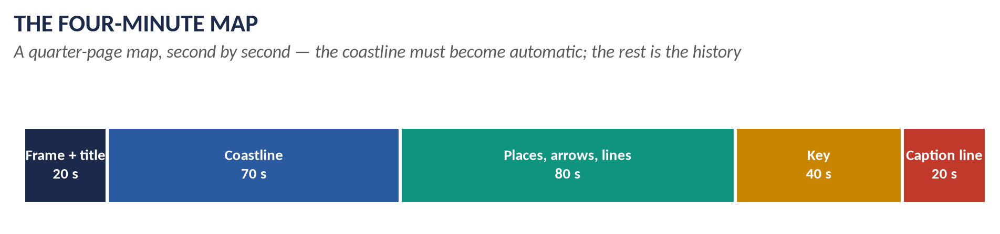 THE FOUR-MINUTE MAP
A quarter-page map, second by second — the coastline must become automatic; the rest is the history
Frame + title
20 s
Coastline
70 s
Places, arrows, lines
80 s
Key
40 s
Caption line
20 s